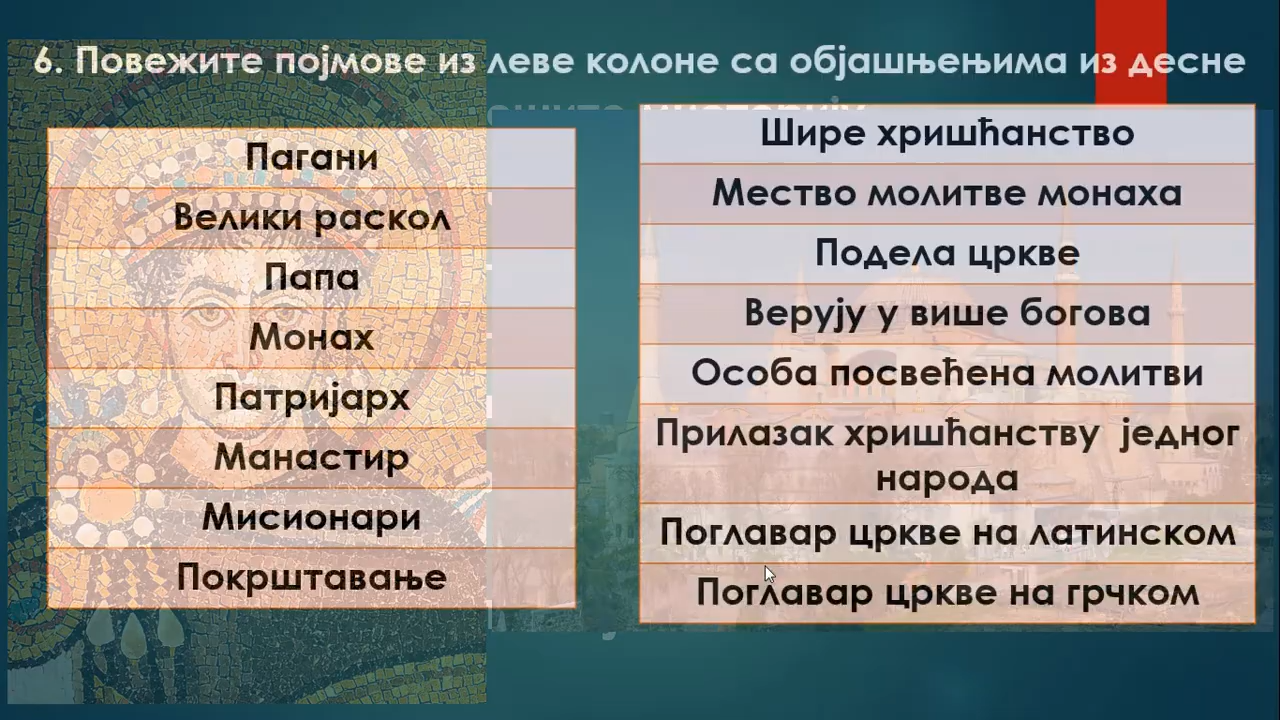 6. Повежите појмове из леве колоне са објашњењима из десне
Пагани
Велики раскол
Папа
Монах
Патријарх
Манастир
Мисионари
Покрштавање
Шире хришћанство
Мество молитве монаха
Подела цркве
Верују у више богова
Особа посвећена молитви
Прилазак хришћанству једног
народа
Поглавар цркве на латинском
Поглавар цркве на грчком